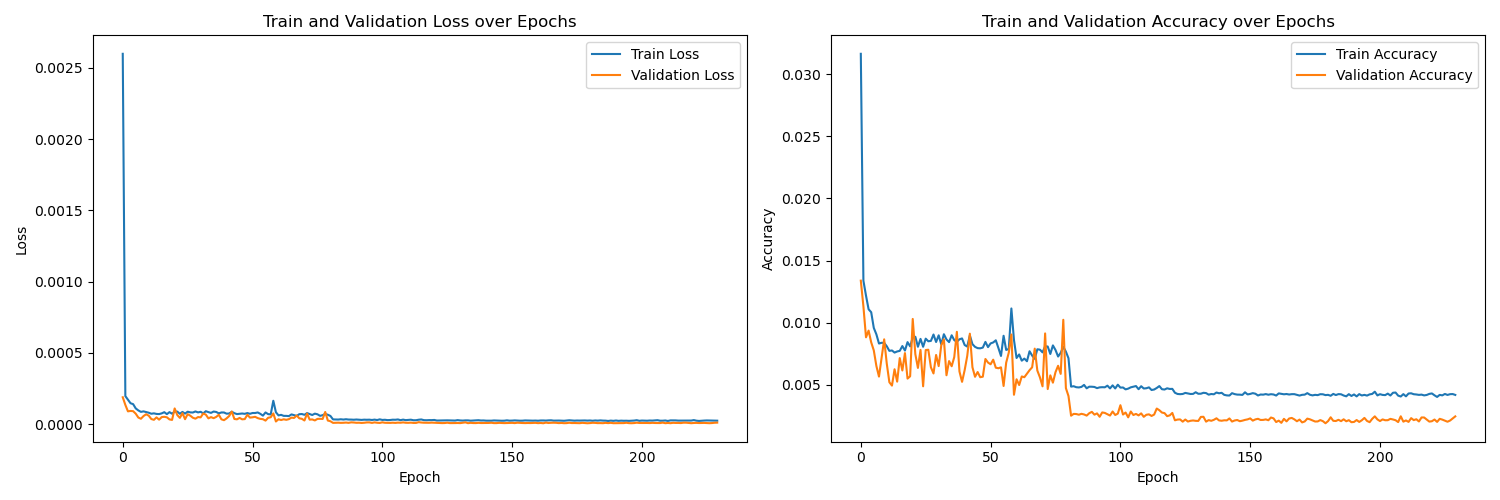 Train and Validation Loss over Epochs
Train Loss
Validation Loss
0.0025
0.0020
0.0015
0.0010
0.0005
0.0000
Loss
0
50
100
150
200
Epoch
Train and Validation Accuracy over Epochs
Train Accuracy
Validation Accuracy
0.030
0.025
0.020
0.015
0.010
0.005
Accuracy
0
50
100
150
200
Epoch